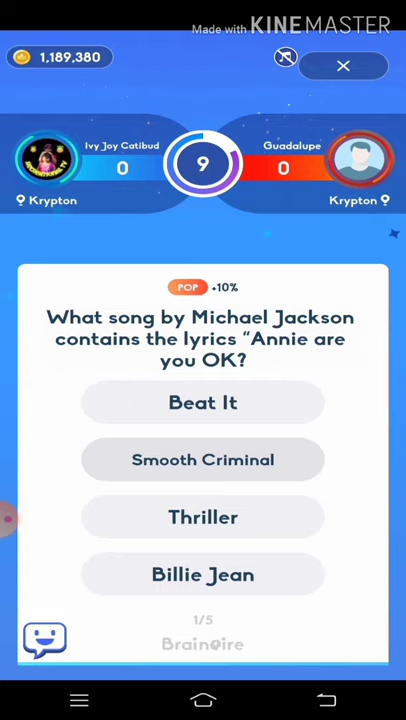 Made with KINEMASTER
1,189,380
Ivy Joy Catibud
Guadalupe
0
9
0
Krypton
Krypton
POP +10%
What song by Michael Jackson
contains the lyrics “Annie are
you OK?
Beat It
Smooth Criminal
Thriller
Billie Jean
1/5